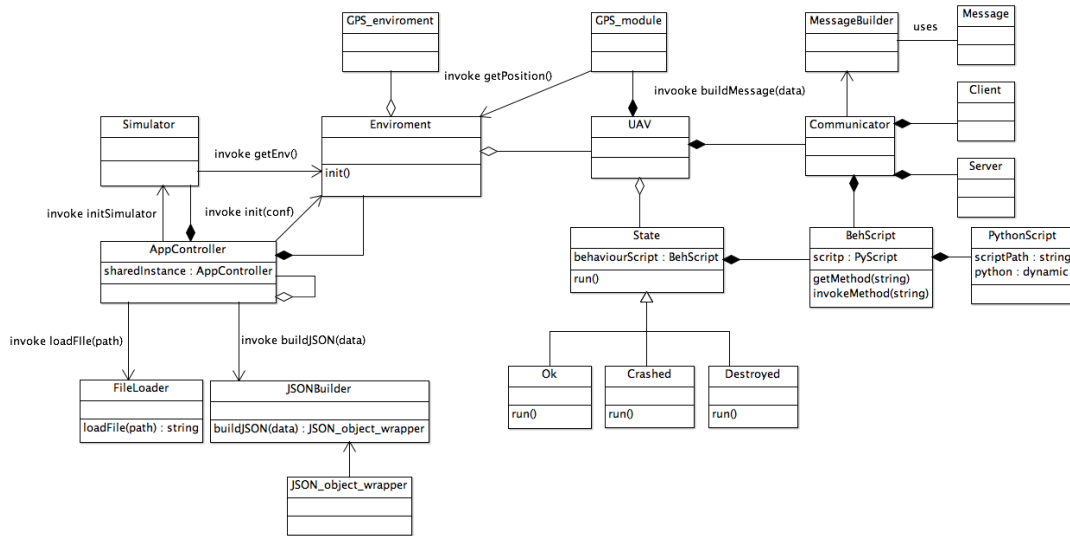 GPS_enviroment
GPS_module
MessageBuilder
Message
uses
invoke getPosition()
invooke buildMessage(data)
Client
Simulator
Enviroment
UAV
Communicator
invoke getEnv()
init()
Server
invoke initSimulator
invoke init(conf)
AppController
sharedInstance : AppController
State
behaviourScript : BehScript
run()
BehScript
scritp : PyScript
getMethod(string)
invokeMethod(string)
PythonScript
scriptPath : string
python : dynamic
invoke loadFIle(path)
invoke buildJSON(data)
FileLoader
loadFile(path) : string
JSONBuilder
buildJSON(data) : JSON_object_wrapper
Ok
run()
Crashed
run()
Destroyed
run()
JSON_object_wrapper